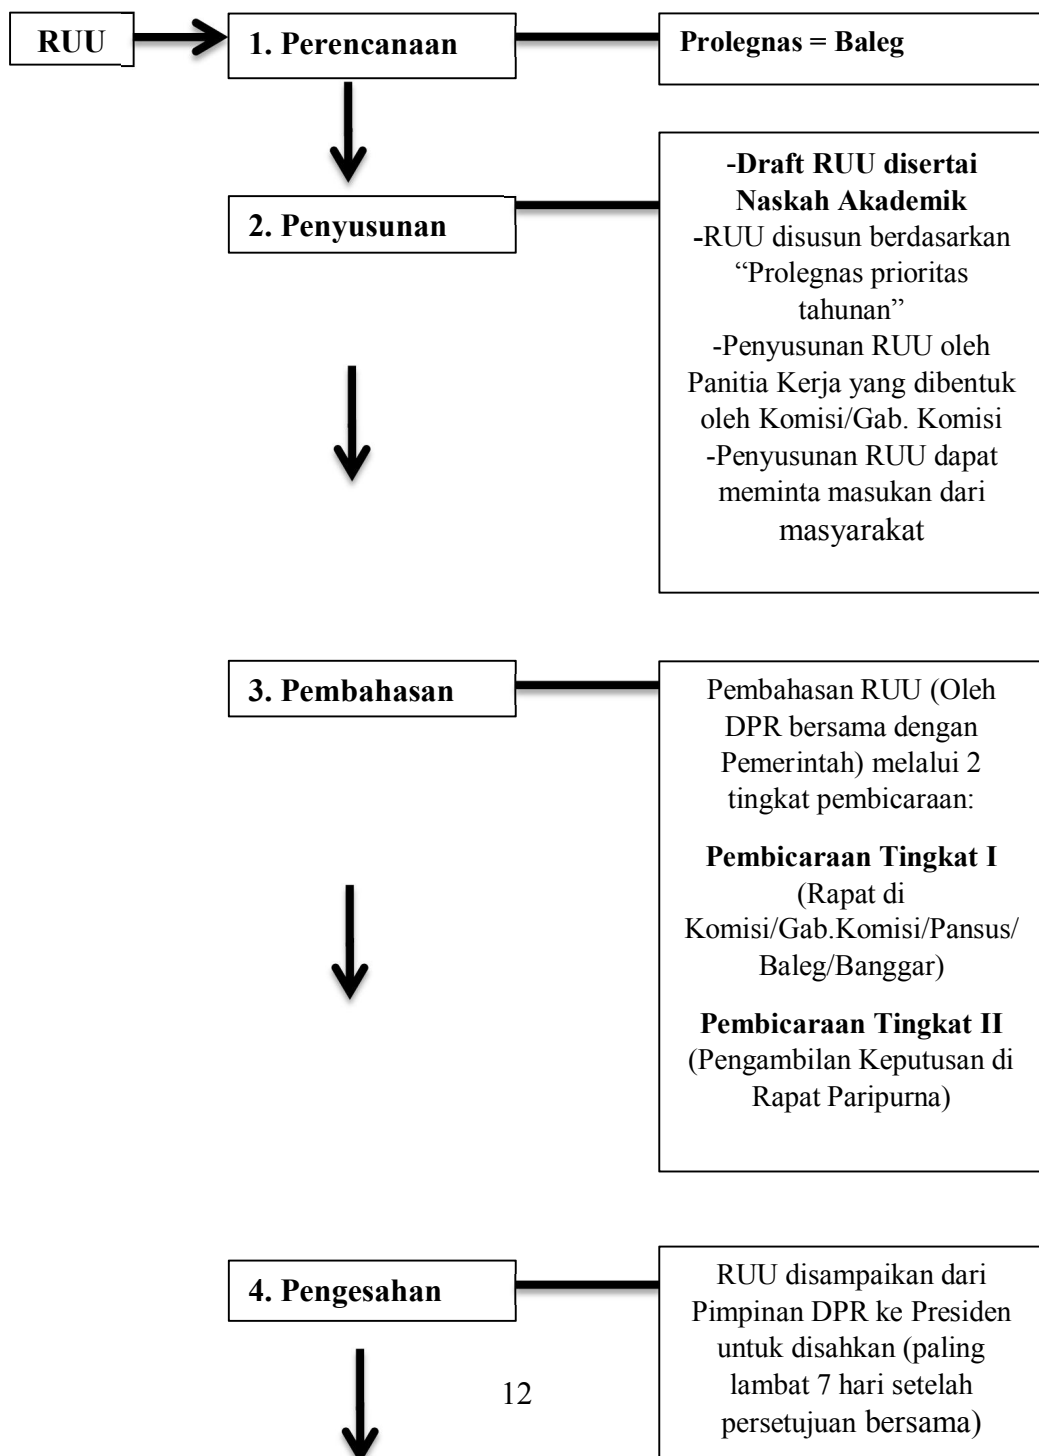 RUU
1. Perencanaan
Prolegnas = Baleg
2. Penyusunan
-Draft RUU disertai
Naskah Akademik
-RUU disusun berdasarkan
“Prolegnas prioritas
tahunan”
-Penyusunan RUU oleh
Panitia Kerja yang dibentuk
oleh Komisi/Gab. Komisi
-Penyusunan RUU dapat
meminta masukan dari
masyarakat
3. Pembahasan
Pembahasan RUU (Oleh
DPR bersama dengan
Pemerintah) melalui 2
tingkat pembicaraan:
Pembicaraan Tingkat I
(Rapat di
Komisi/Gab.Komisi/Pansus/
Baleg/Banggar)
Pembicaraan Tingkat II
(Pengambilan Keputusan di
Rapat Paripurna)
4. Pengesahan
RUU disampaikan dari
Pimpinan DPR ke Presiden
untuk disahkan (paling
lambat 7 hari setelah
persetujuan bersama)
12